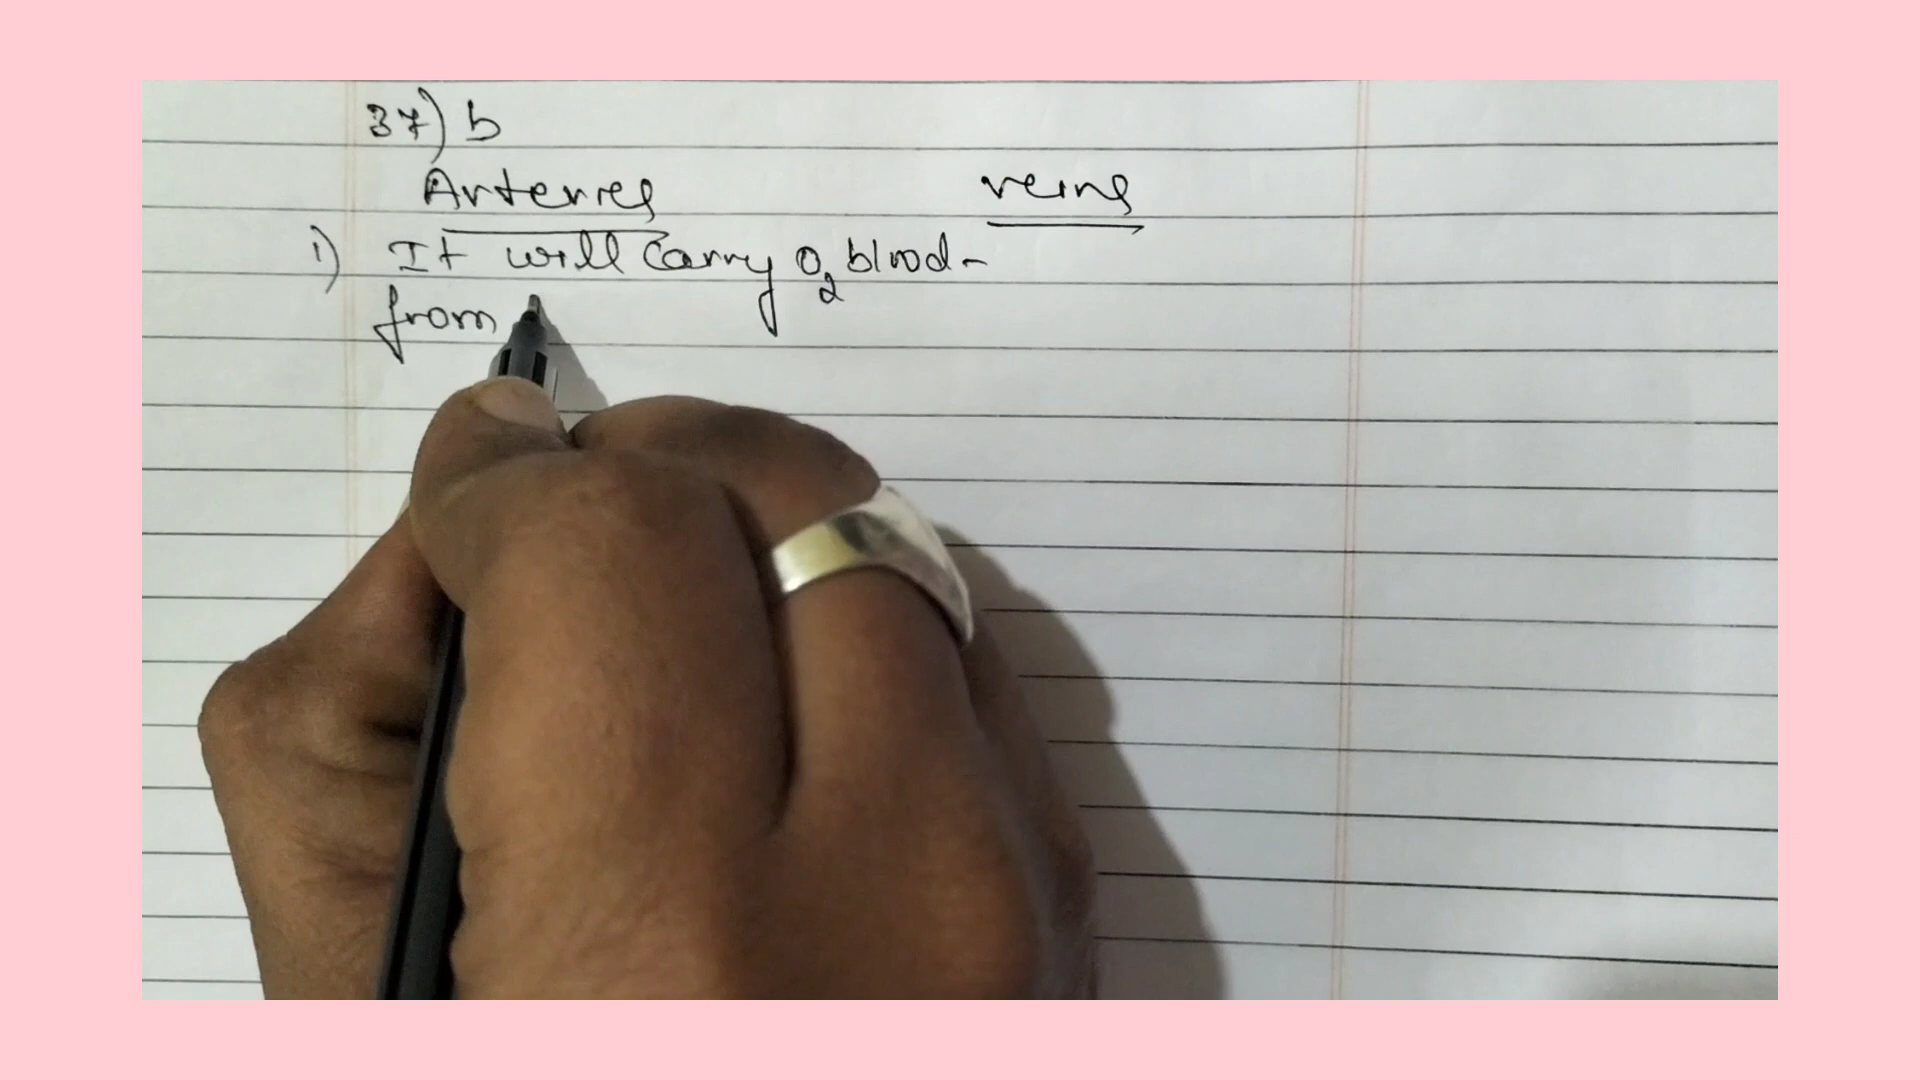 37) b
Arteries veins
1) It will carry O2 blood -
from